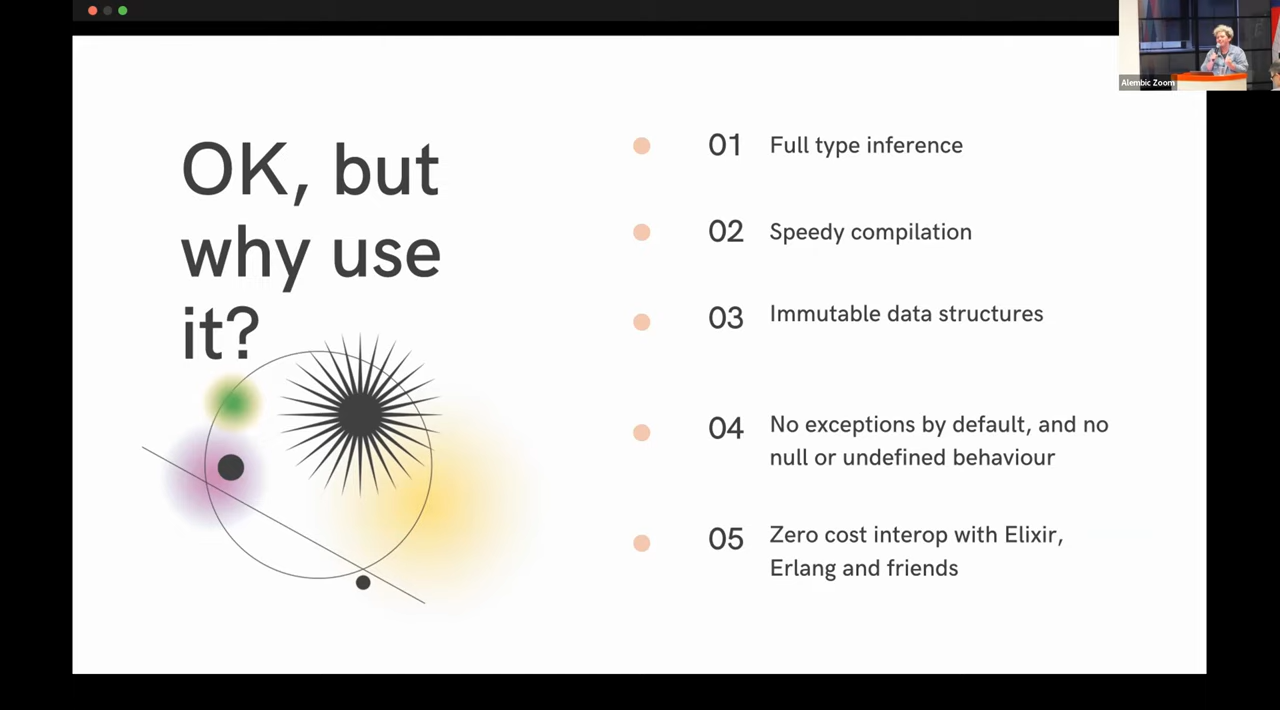 Alembic Zoom
OK, but
why use
it?
01 Full type inference
02 Speedy compilation
03 Immutable data structures
04 No exceptions by default, and no
null or undefined behaviour
05 Zero cost interop with Elixir,
Erlang and friends